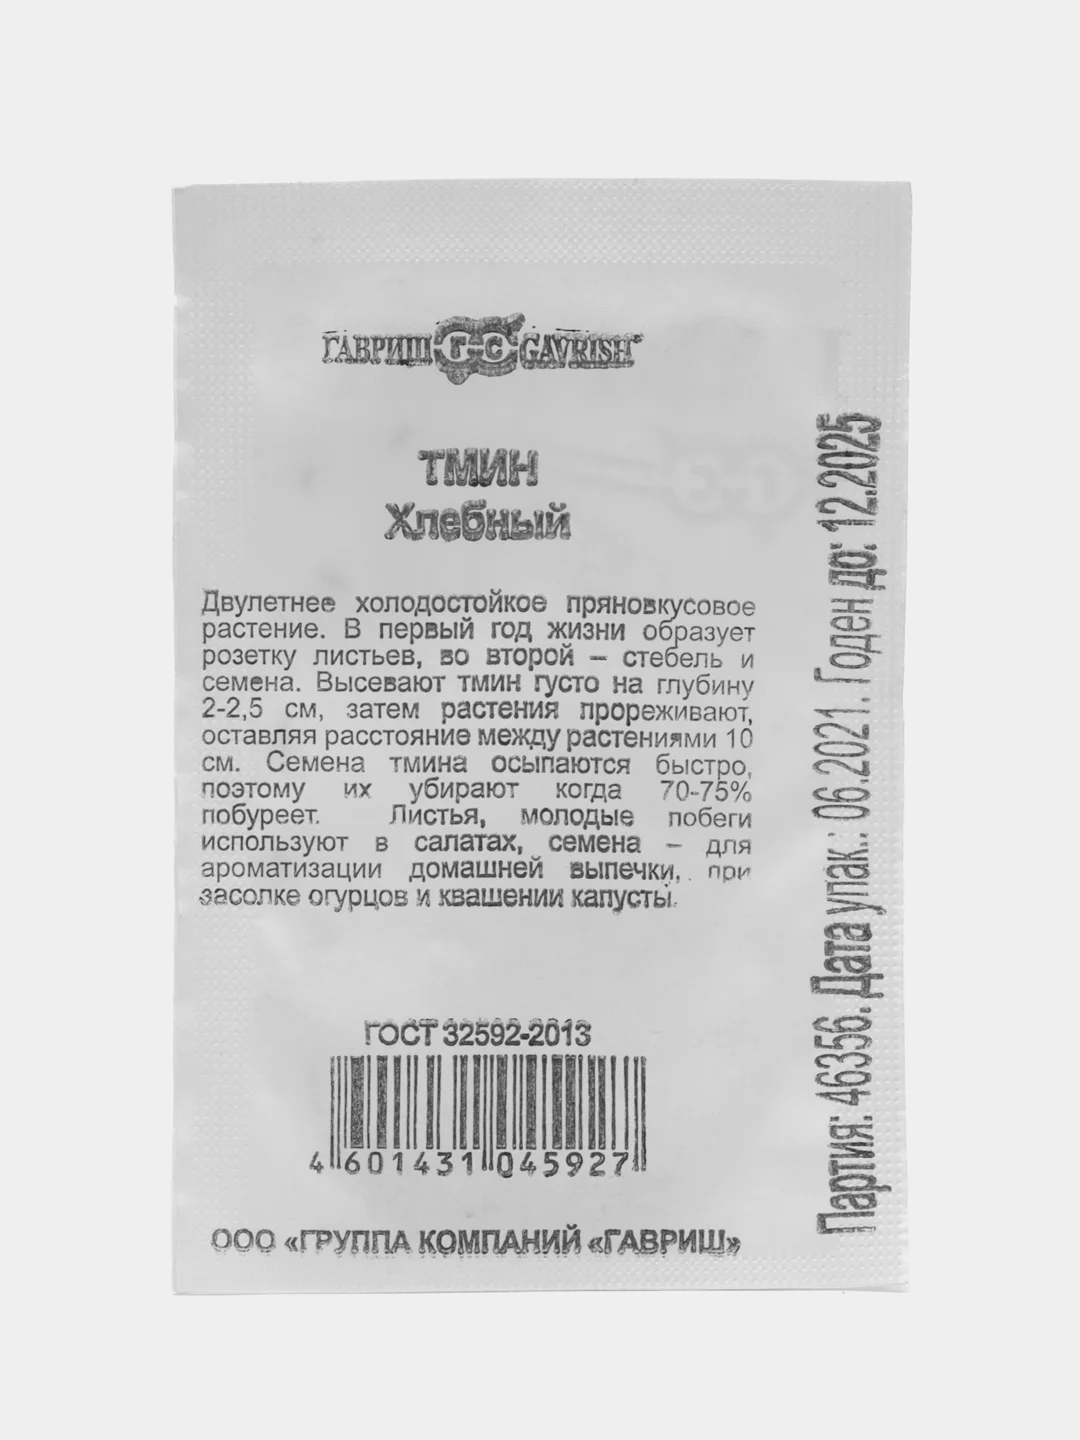 ГАВРИШ ГС GAVRISH®
ТМИН
Хлебный
Двулетнее холодостойкое пряновкусовое
растение. В первый год жизни образует
розетку листьев, во второй – стебель и
семена. Высевают тмин густо на глубину
2-2,5 см, затем растения прореживают,
оставляя расстояние между растениями 10
см. Семена тмина осыпаются быстро,
поэтому их убирают когда 70-75%
побуреет. Листья, молодые побеги
используют в салатах, семена – для
ароматизации домашней выпечки, при
засолке огурцов и квашении капусты.
ГОСТ 32592-2013
4 601431 045927
ООО «ГРУППА КОМПАНИЙ «ГАВРИШ»
Партия: 46356. Дата упак.: 06.2021. Годен до: 12.2025